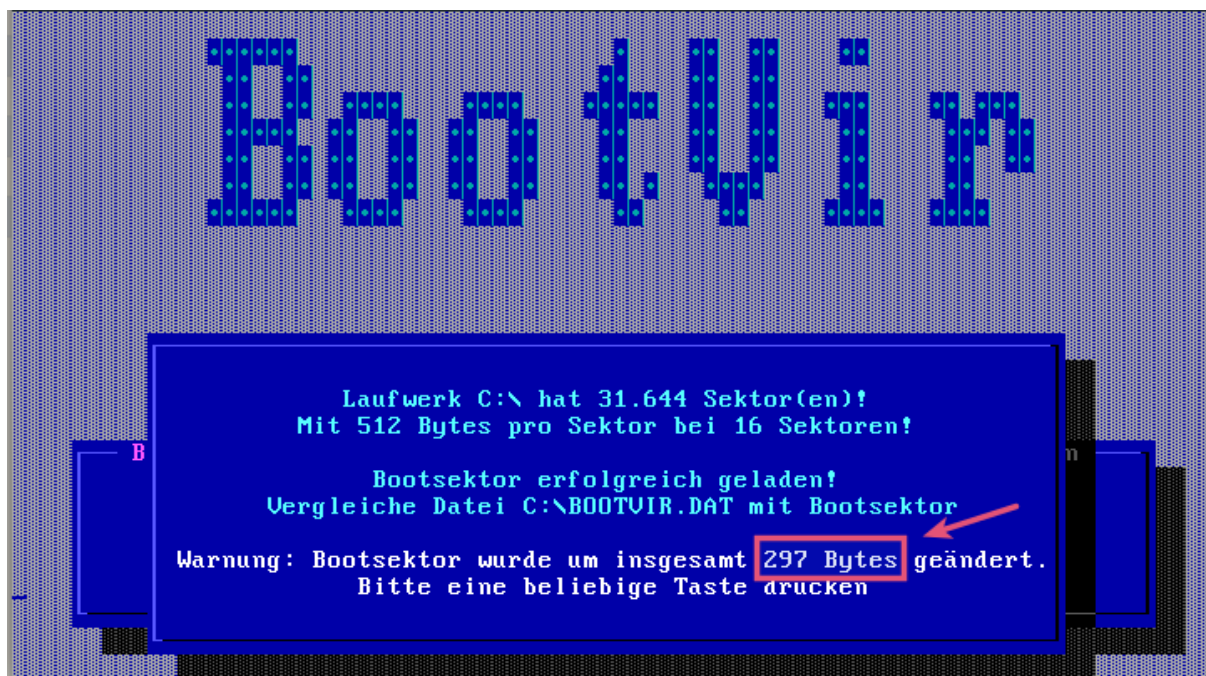 BootVir
Laufwerk C:\ hat 31.644 Sektor(en)!
Mit 512 Bytes pro Sektor bei 16 Sektoren!
Bootsektor erfolgreich geladen!
B
m
Vergleiche Datei C:\BOOTVIR.DAT mit Bootsektor
Warnung: Bootsektor wurde um insgesamt 297 Bytes geändert.
Bitte eine beliebige Taste drücken